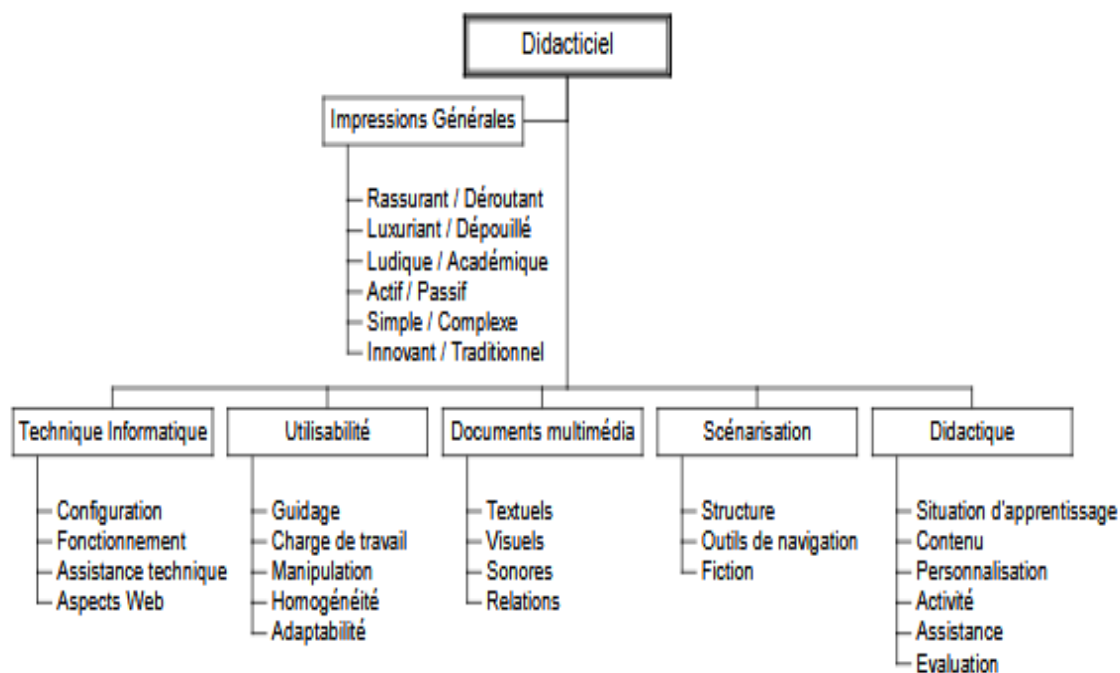 Didacticiel
Impressions Générales
Rassurant / Déroutant
Luxuriant / Dépouillé
Ludique / Académique
Actif / Passif
Simple / Complexe
Innovant / Traditionnel
Technique Informatique
Configuration
Fonctionnement
Assistance technique
Aspects Web
Utilisabilité
Guidage
Charge de travail
Manipulation
Homogénéité
Adaptabilité
Documents multimédia
Textuels
Visuels
Sonores
Relations
Scénarisation
Structure
Outils de navigation
Fiction
Didactique
Situation d'apprentissage
Contenu
Personnalisation
Activité
Assistance
Evaluation